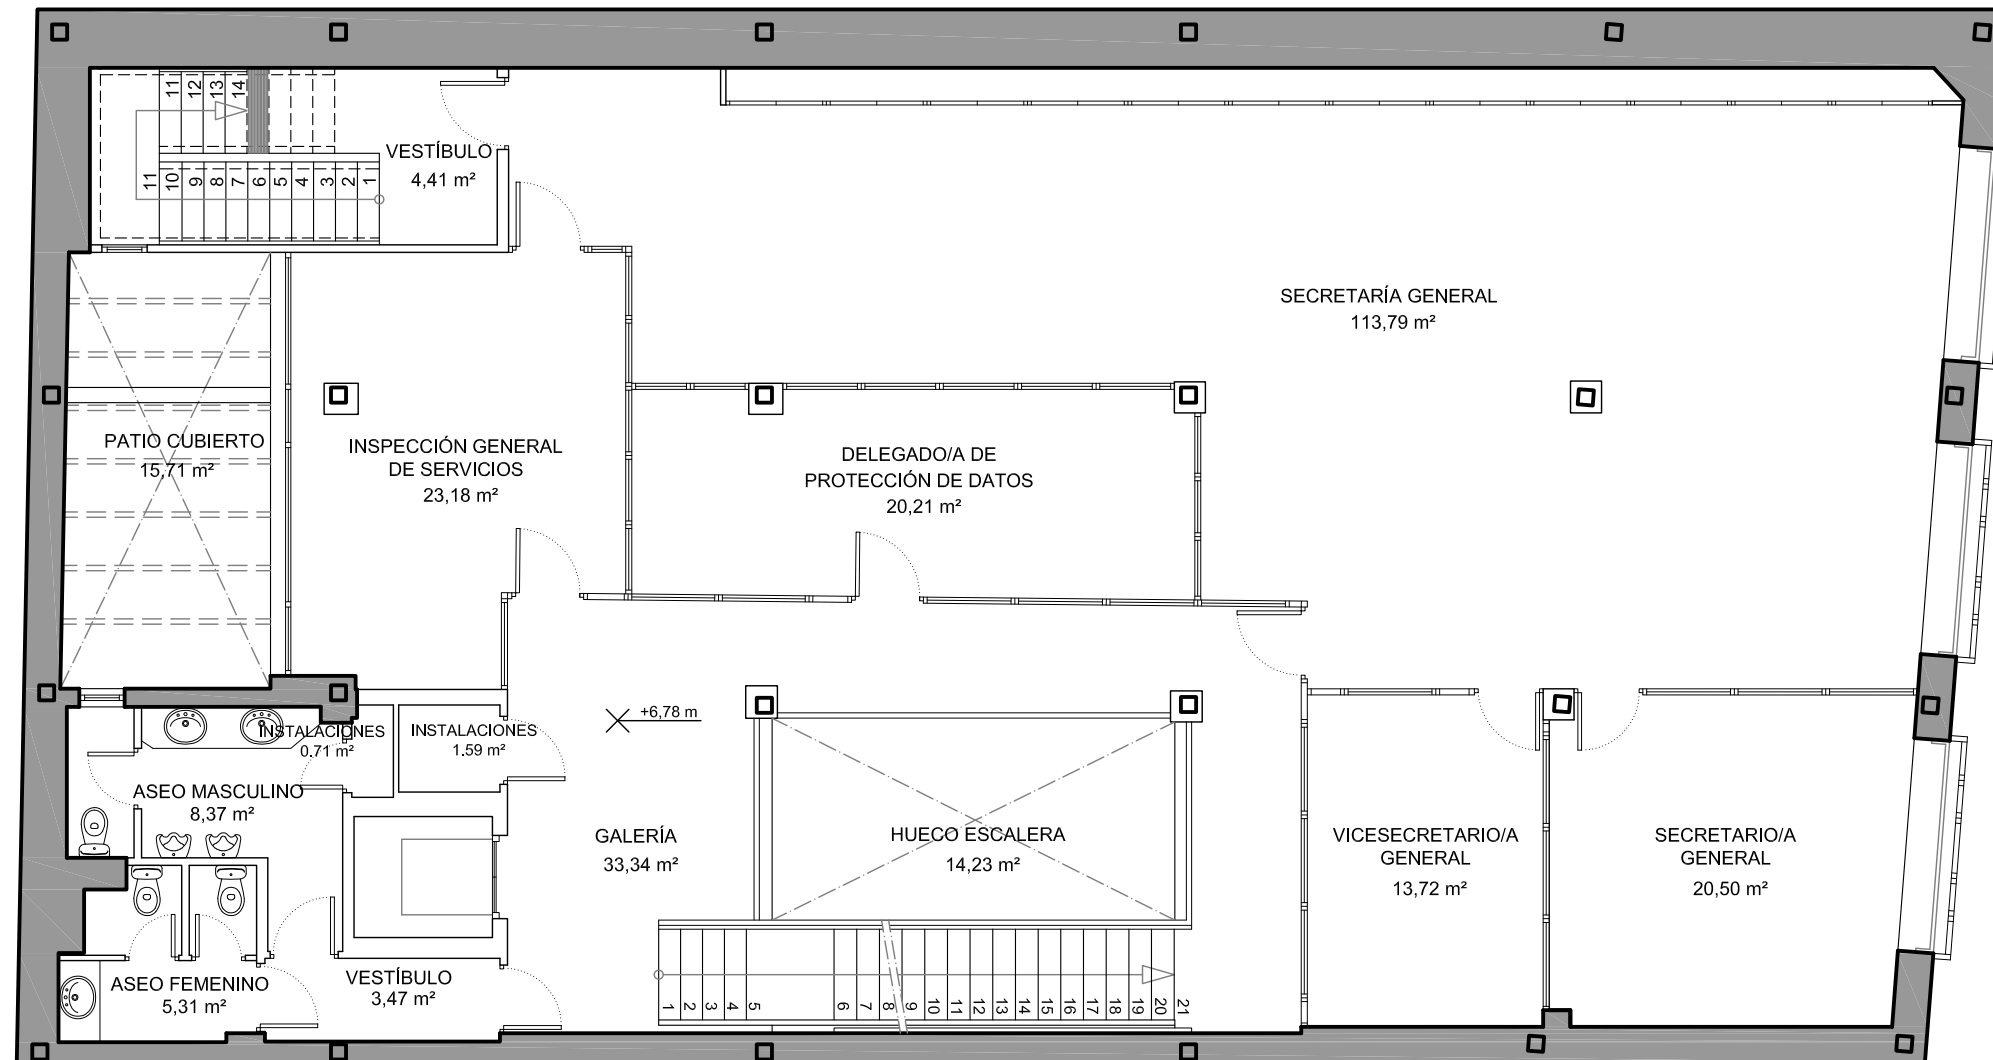 11
12
13
14
VESTÍBULO
4,41 m²
11
10
9
8
7
6
5
4
3
2
1
SECRETARÍA GENERAL
113,79 m²
PATIO CUBIERTO
15,71 m²
INSPECCIÓN GENERAL
DE SERVICIOS
23,18 m²
DELEGADO/A DE
PROTECCIÓN DE DATOS
20,21 m²
+6,78 m
INSTALACIONES
0.71 m²
INSTALACIONES
1.59 m²
ASEO MASCULINO
8,37 m²
GALERÍA
33,34 m²
HUECO ESCALERA
14,23 m²
VICESECRETARIO/A
GENERAL
13,72 m²
SECRETARIO/A
GENERAL
20,50 m²
ASEO FEMENINO
5,31 m²
VESTÍBULO
3,47 m²
1
2
3
4
5
6
7
8
9
10
11
12
13
14
15
16
17
18
19
20
21